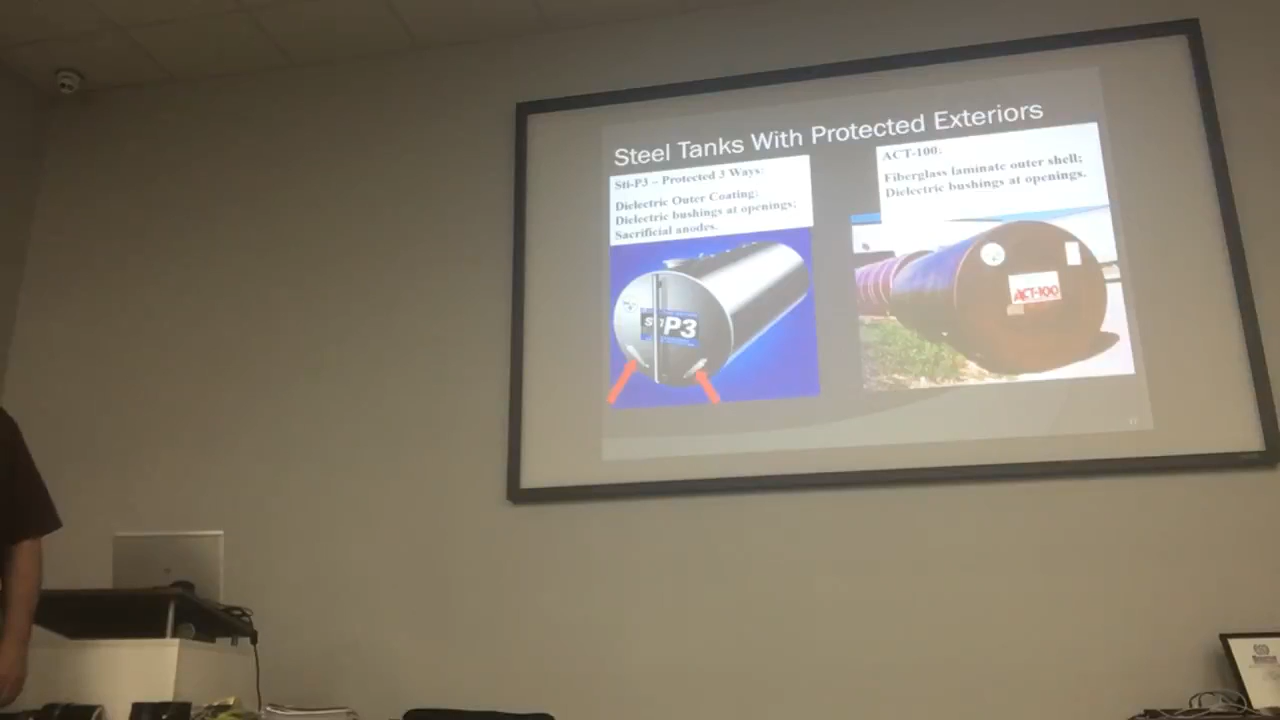 Steel Tanks With Protected Exteriors
Sti-P3 – Protected 3 Ways:
Dielectric Outer Coating;
Dielectric bushings at openings;
Sacrificial anodes.
ACT-100:
Fiberglass laminate outer shell;
Dielectric bushings at openings.
STiP3
ACT-100